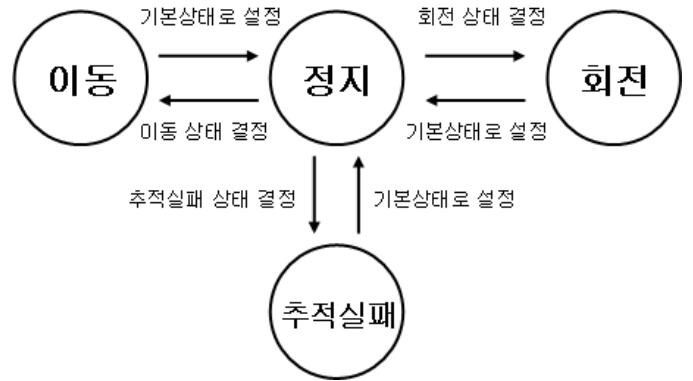 기본상태로 설정
회전 상태 결정
이동
정지
회전
이동 상태 결정
기본상태로 설정
추적실패 상태 결정
기본상태로 설정
추적실패